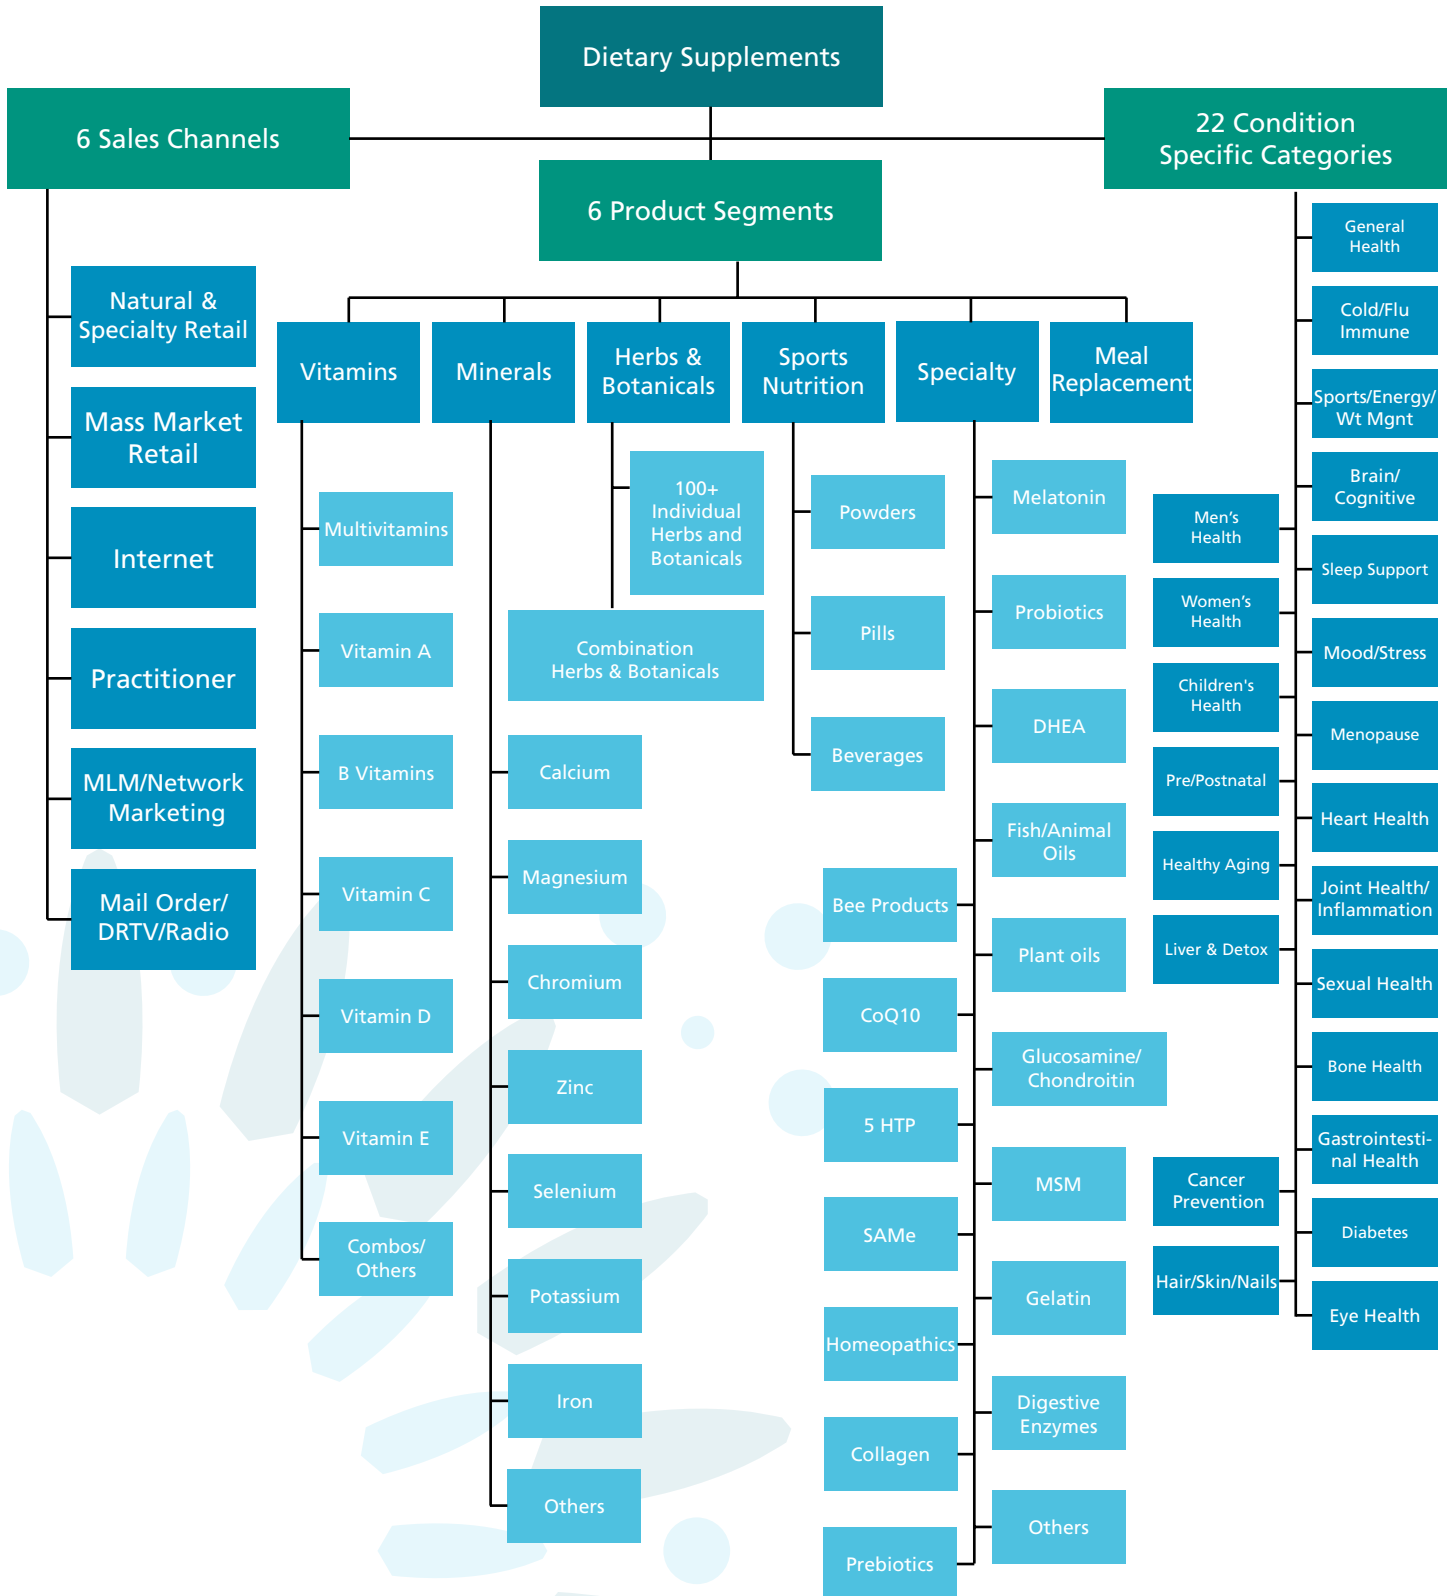 Dietary Supplements
6 Sales Channels
22 Condition
Specific Categories
6 Product Segments
Natural &
Specialty Retail
Mass Market
Retail
Internet
Practitioner
MLM/Network
Marketing
Mail Order/
DRTV/Radio
Vitamins
Multivitamins
Vitamin A
B Vitamins
Vitamin C
Vitamin D
Vitamin E
Combos/
Others
Minerals
Calcium
Magnesium
Chromium
Zinc
Selenium
Potassium
Iron
Others
Herbs &
Botanicals
100+
Individual
Herbs and
Botanicals
Combination
Herbs & Botanicals
Sports
Nutrition
Powders
Pills
Beverages
Specialty
Melatonin
Probiotics
DHEA
Fish/Animal
Oils
Bee Products
Plant oils
CoQ10
Glucosamine/
Chondroitin
5 HTP
MSM
SAMe
Gelatin
Homeopathics
Digestive
Enzymes
Collagen
Others
Prebiotics
Meal
Replacement
General
Health
Cold/Flu
Immune
Sports/Energy/
Wt Mgnt
Brain/
Cognitive
Men’s
Health
Sleep Support
Women’s
Health
Mood/Stress
Children's
Health
Menopause
Pre/Postnatal
Heart Health
Healthy Aging
Joint Health/
Inflammation
Liver & Detox
Sexual Health
Bone Health
Gastrointesti-
nal Health
Cancer
Prevention
Diabetes
Hair/Skin/Nails
Eye Health